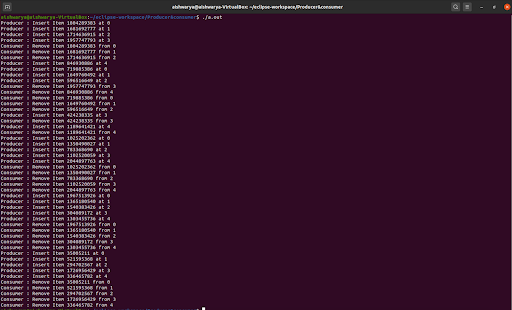 aishwarya@aishwarya-VirtualBox: ~/eclipse-workspace/Producer&consumer
aishwarya@aishwarya-VirtualBox:~/eclipse-workspace/Producer&consumer$ ./a.out
Producer : Insert Item 1804289383 at 0
Producer : Insert Item 1681692777 at 1
Producer : Insert Item 1714636915 at 2
Producer : Insert Item 1957747793 at 3
Consumer : Remove Item 1804289383 from 0
Consumer : Remove Item 1681692777 from 1
Consumer : Remove Item 1714636915 from 2
Producer : Insert Item 846930886 at 4
Producer : Insert Item 719885386 at 0
Producer : Insert Item 1649760492 at 1
Producer : Insert Item 596516649 at 2
Consumer : Remove Item 1957747793 from 3
Consumer : Remove Item 846930886 from 4
Consumer : Remove Item 719885386 from 0
Consumer : Remove Item 1649760492 from 1
Consumer : Remove Item 596516649 from 2
Producer : Insert Item 424238335 at 3
Consumer : Remove Item 424238335 from 3
Producer : Insert Item 1189641421 at 4
Consumer : Remove Item 1189641421 from 4
Producer : Insert Item 1025202362 at 0
Producer : Insert Item 1350490027 at 1
Producer : Insert Item 783368690 at 2
Producer : Insert Item 1102520059 at 3
Producer : Insert Item 2044897763 at 4
Consumer : Remove Item 1025202362 from 0
Consumer : Remove Item 1350490027 from 1
Consumer : Remove Item 783368690 from 2
Consumer : Remove Item 1102520059 from 3
Consumer : Remove Item 2044897763 from 4
Producer : Insert Item 1967513926 at 0
Producer : Insert Item 1365180540 at 1
Producer : Insert Item 1540383426 at 2
Producer : Insert Item 304089172 at 3
Producer : Insert Item 1303455736 at 4
Consumer : Remove Item 1967513926 from 0
Consumer : Remove Item 1365180540 from 1
Consumer : Remove Item 1540383426 from 2
Consumer : Remove Item 304089172 from 3
Consumer : Remove Item 1303455736 from 4
Producer : Insert Item 35005211 at 0
Producer : Insert Item 521595368 at 1
Producer : Insert Item 294702567 at 2
Producer : Insert Item 1726956429 at 3
Producer : Insert Item 336465782 at 4
Consumer : Remove Item 35005211 from 0
Consumer : Remove Item 521595368 from 1
Consumer : Remove Item 294702567 from 2
Consumer : Remove Item 1726956429 from 3
Consumer : Remove Item 336465782 from 4